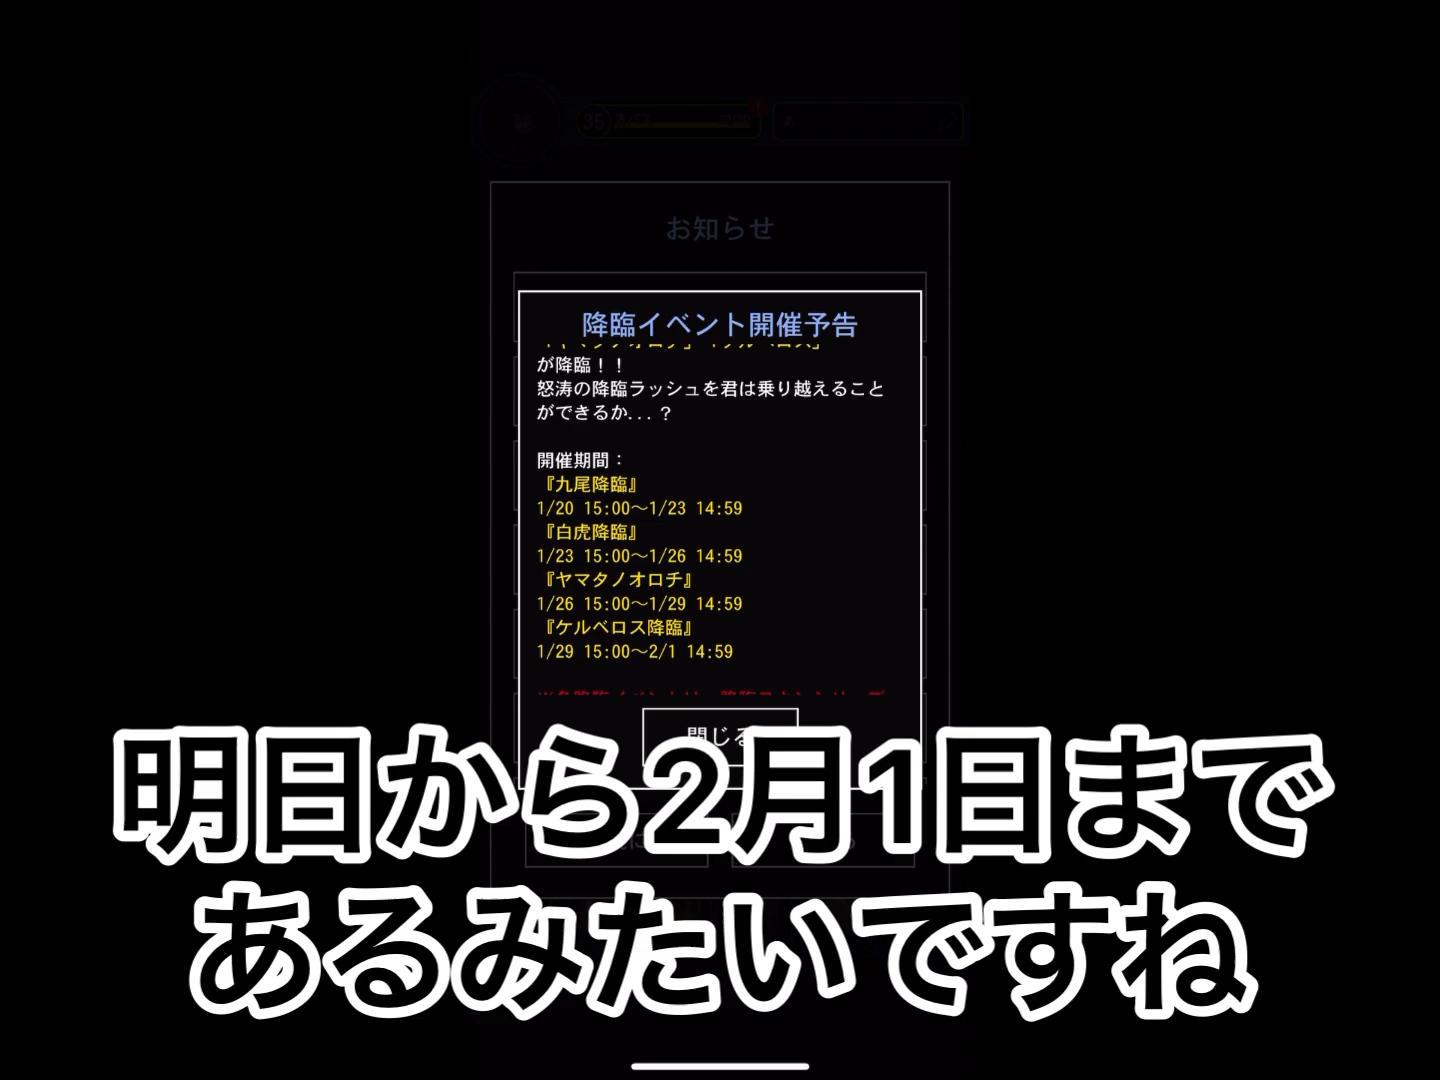 35
あ
お知らせ
降臨イベント開催予告
が降臨！！
怒涛の降臨ラッシュを君は乗り越えること
ができるか...？
開催期間：
『九尾降臨』
1/20 15:00〜1/23 14:59
『白虎降臨』
1/23 15:00〜1/26 14:59
『ヤマタノオロチ』
1/26 15:00〜1/29 14:59
『ケルベロス降臨』
1/29 15:00〜2/1 14:59
閉じる
明日から2月1日まで
あるみたいですね